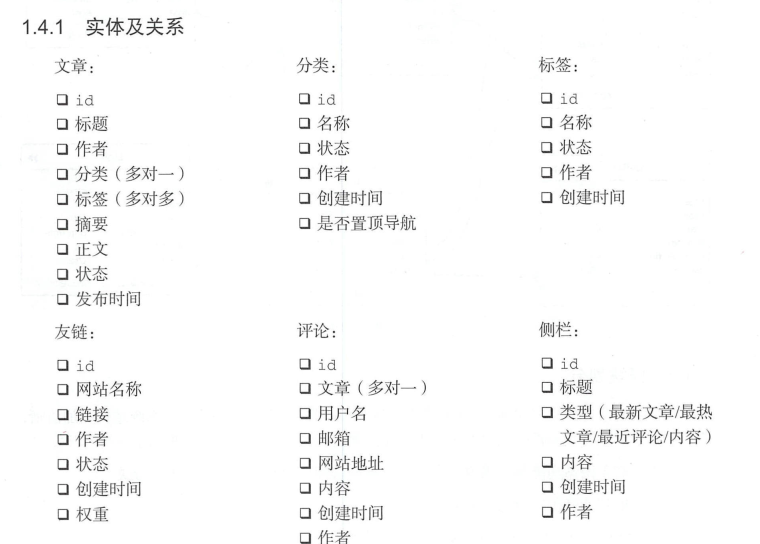 1.4.1 实体及关系
文章：
❑ id
❑ 标题
❑ 作者
❑ 分类（多对一）
❑ 标签（多对多）
❑ 摘要
❑ 正文
❑ 状态
❑ 发布时间
分类：
❑ id
❑ 名称
❑ 状态
❑ 作者
❑ 创建时间
❑ 是否置顶导航
标签：
❑ id
❑ 名称
❑ 状态
❑ 作者
❑ 创建时间
友链：
❑ id
❑ 网站名称
❑ 链接
❑ 作者
❑ 状态
❑ 创建时间
❑ 权重
评论：
❑ id
❑ 文章（多对一）
❑ 用户名
❑ 邮箱
❑ 网站地址
❑ 内容
❑ 创建时间
❑ 作者
侧栏：
❑ id
❑ 标题
❑ 类型（最新文章/最热
文章/最近评论/内容）
❑ 内容
❑ 创建时间
❑ 作者